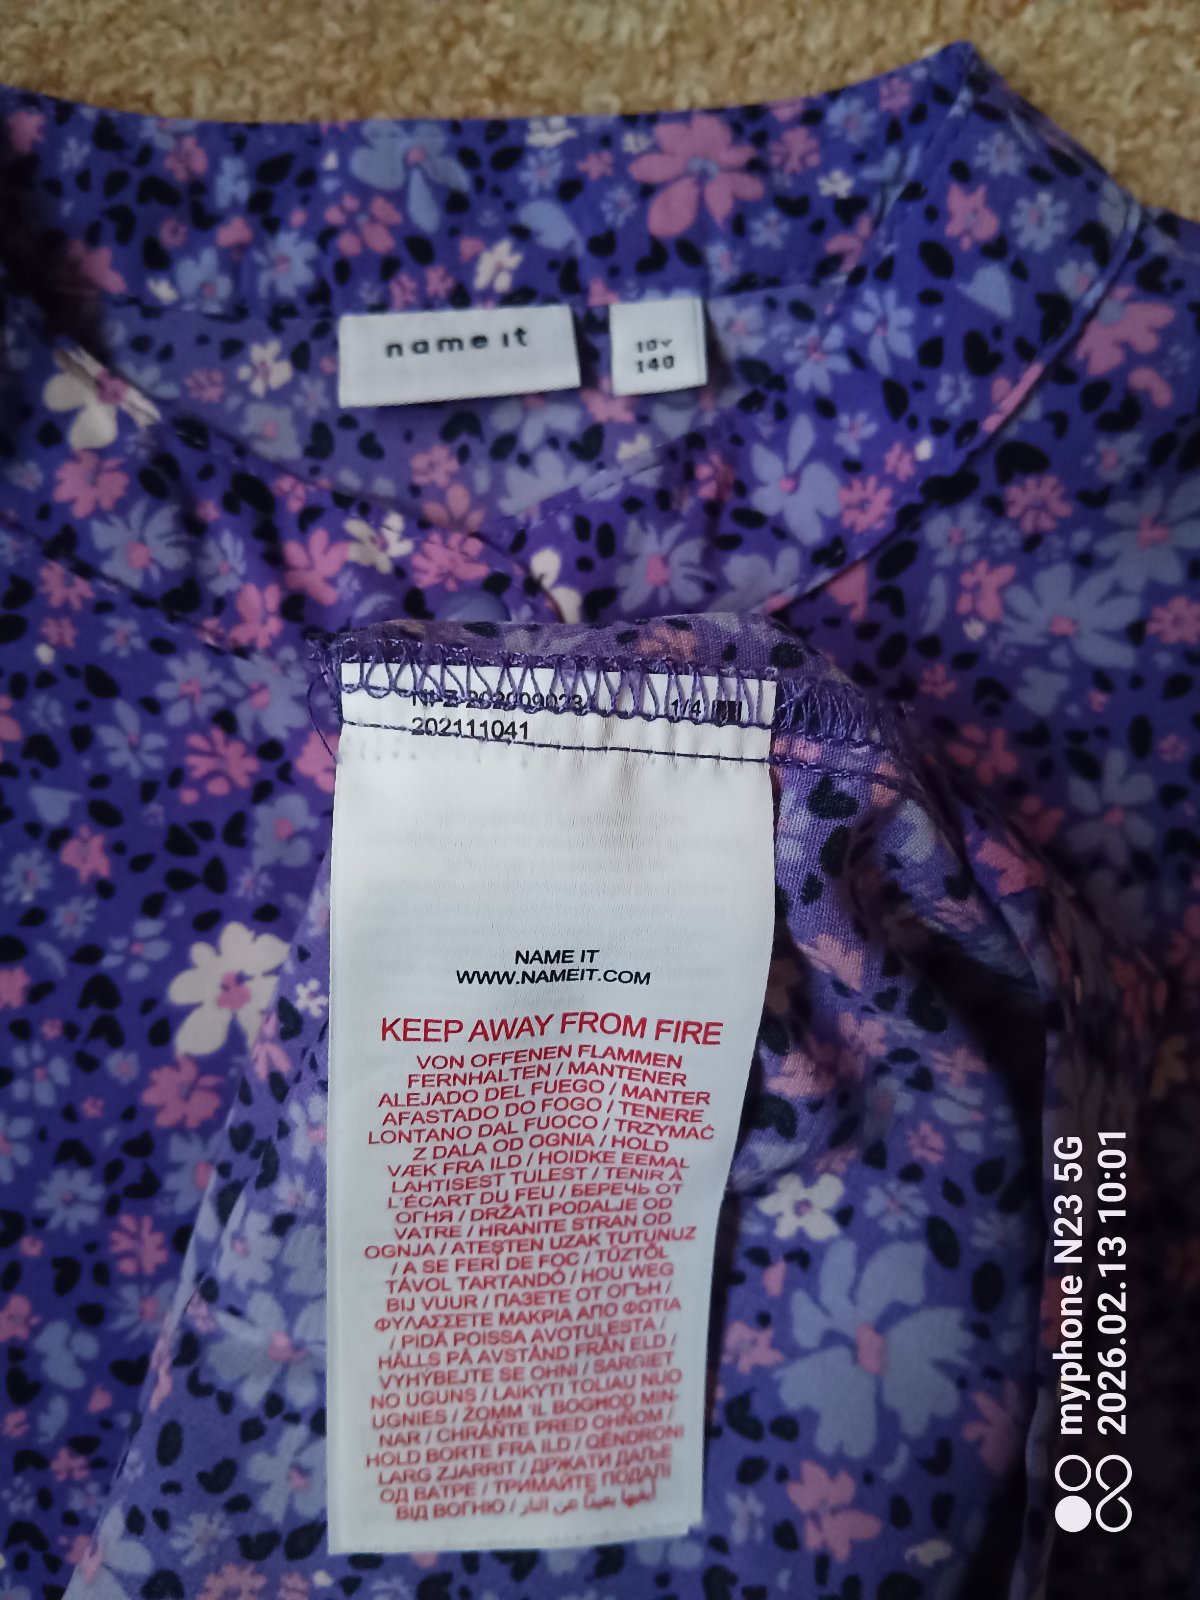 name it
10Y
140
1/4
202111041
NAME IT
WWW.NAMEIT.COM
KEEP AWAY FROM FIRE
VON OFFENEN FLAMMEN
FERNHALTEN / MANTENER
ALEJADO DEL FUEGO / MANTER
AFASTADO DO FOGO / TENERE
LONTANO DAL FUOCO / TRZYMAĆ
Z DALA OD OGNIA / HOLD
VÆK FRA ILD / HOIDKE EEMAL
LAHTISEST TULEST / TENIR À
L'ÉCART DU FEU / БЕРЕЧЬ ОТ
ОГНЯ / DRŽATI PODALJE OD
VATRE / HRANITE STRAN OD
OGNJA / ATEŞTEN UZAK TUTUNUZ
/ A SE FERI DE FOC / TŰZTŐL
TÁVOL TARTANDÓ / HOU WEG
BIJ VUUR / ПАЗЕТЕ ОТ ОГЪН /
ΦΥΛΑΣΣΕΤΕ ΜΑΚΡΙΑ ΑΠΟ ΦΩΤΙΑ
/ PIDÄ POISSA AVOTULESTA /
HÅLLS PÅ AVSTÅND FRÅN ELD /
VYHÝBEJTE SE OHNI / SARGIET
NO UGUNS / LAIKYTI TOLIAU NUO
UGNIES / ŻOMM 'IL BOGĦOD MIN-
NAR / CHRÁŇTE PRED OHŇOM /
HOLD BORTE FRA ILD / QËNDRONI
LARG ZJARRIT / ДРЖАТИ ДАЉЕ
ОД ВАТРЕ / ТРИМАЙТЕ ПОДАЛІ
ВІД ВОГНЮ / أبقيها بعيداً عن النار
myphone N23 5G
2026.02.13 10:01